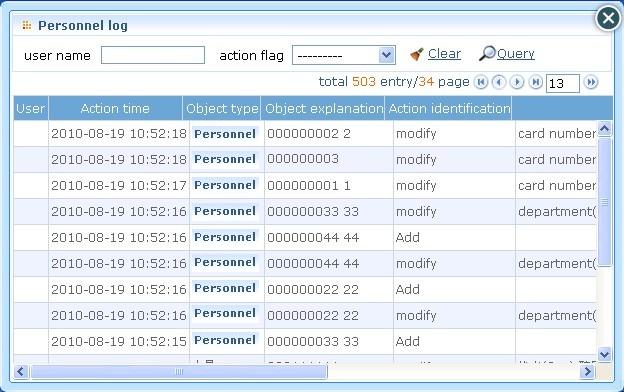 Personnel log
user name action flag --------- Clear Query
total 503 entry/34 page 13
User Action time Object type Object explanation Action identification
2010-08-19 10:52:18 Personnel 000000002 2 modify card number
2010-08-19 10:52:18 Personnel 000000003 modify card number
2010-08-19 10:52:17 Personnel 000000001 1 modify card number
2010-08-19 10:52:16 Personnel 000000033 33 modify department(
2010-08-19 10:52:16 Personnel 000000044 44 Add
2010-08-19 10:52:16 Personnel 000000044 44 modify department(
2010-08-19 10:52:16 Personnel 000000022 22 Add
2010-08-19 10:52:16 Personnel 000000022 22 modify department(
2010-08-19 10:52:15 Personnel 000000033 33 Add